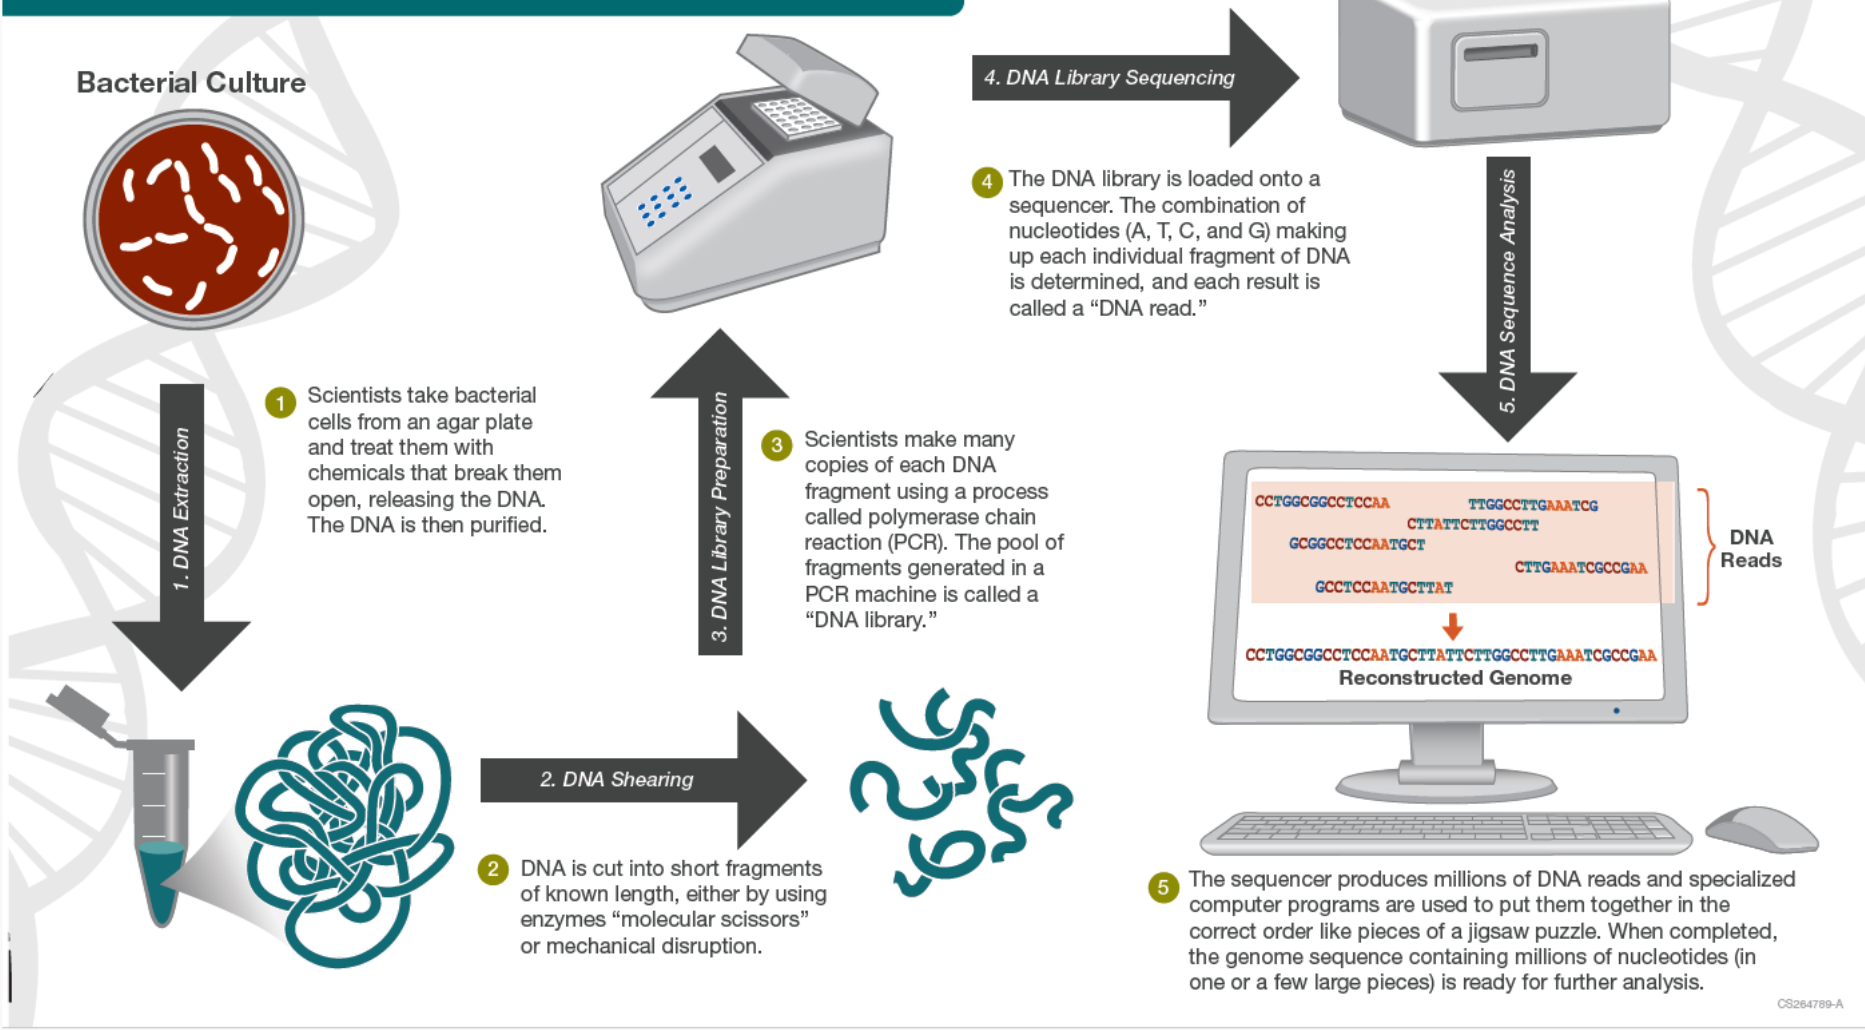 Bacterial Culture
1. DNA Extraction
1
Scientists take bacterial
cells from an agar plate
and treat them with
chemicals that break them
open, releasing the DNA.
The DNA is then purified.
2. DNA Shearing
2
DNA is cut into short fragments
of known length, either by using
enzymes “molecular scissors”
or mechanical disruption.
3. DNA Library Preparation
3
Scientists make many
copies of each DNA
fragment using a process
called polymerase chain
reaction (PCR). The pool of
fragments generated in a
PCR machine is called a
“DNA library.”
4. DNA Library Sequencing
4
The DNA library is loaded onto a
sequencer. The combination of
nucleotides (A, T, C, and G) making
up each individual fragment of DNA
is determined, and each result is
called a “DNA read.”
5. DNA Sequence Analysis
CCTGGCGGCCTCCAA
TTGGCCTTGAAATCG
CTTATTCTTGGCCTT
GCGGCCTCCAATGCT
CTTGAAATCGCCGAA
GCCTCCAATGCTTAT
DNA
Reads
CCTGGCGGCCTCCAATGCTTATTCTTGGCCTTGAAATCGCCGAA
Reconstructed Genome
5
The sequencer produces millions of DNA reads and specialized
computer programs are used to put them together in the
correct order like pieces of a jigsaw puzzle. When completed,
the genome sequence containing millions of nucleotides (in
one or a few large pieces) is ready for further analysis.
CS264789-A